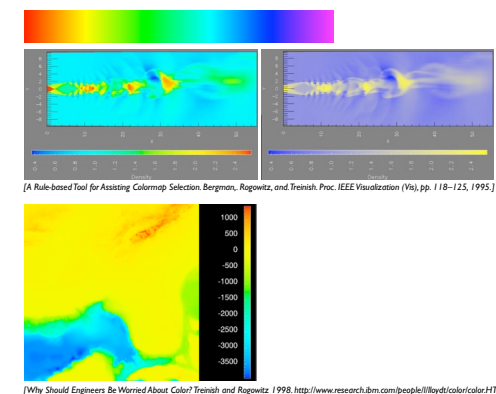 Density
Density
[A Rule-based Tool for Assisting Colormap Selection. Bergman,. Rogowitz, and. Treinish. Proc. IEEE Visualization (Vis), pp. 118–125, 1995.]
1000
500
0
-500
-1000
-1500
-2000
-2500
-3000
-3500
[Why Should Engineers Be Worried About Color? Treinish and Rogowitz 1998. http://www.research.ibm.com/people/l/lloydt/color/color.HT